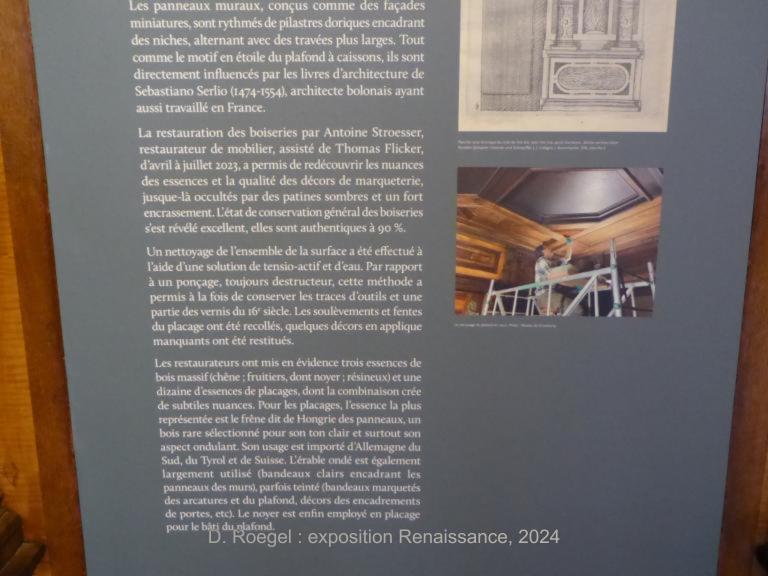 Les panneaux muraux, conçus comme des façades
miniatures, sont rythmés de pilastres doriques encadrant
des niches, alternant avec des travées plus larges. Tout
comme le motif en étoile du plafond à caissons, ils sont
directement influencés par les livres d'architecture de
Sebastiano Serlio (1474-1554), architecte bolonais ayant
aussi travaillé en France.
La restauration des boiseries par Antoine Stroesser,
restaurateur de mobilier, assisté de Thomas Flicker,
d'avril à juillet 2023, a permis de redécouvrir les nuances
des essences et la qualité des décors de marqueterie,
jusque-là occultés par des patines sombres et un fort
encrassement. L'état de conservation général des boiseries
s'est révélé excellent, elles sont authentiques à 90 %.
Un nettoyage de l'ensemble de la surface a été effectué à
l'aide d'une solution de tensio-actif et d'eau. Par rapport
à un ponçage, toujours destructeur, cette méthode a
permis à la fois de conserver les traces d'outils et une
partie des vernis du 16e siècle. Les soulèvements et fentes
du placage ont été recollés, quelques décors en applique
manquants ont été restitués.
Les restaurateurs ont mis en évidence trois essences de
bois massif (chêne ; fruitiers, dont noyer ; résineux) et une
dizaine d'essences de placages, dont la combinaison crée
de subtiles nuances. Pour les placages, l'essence la plus
représentée est le frêne dit de Hongrie des panneaux, un
bois rare sélectionné pour son ton clair et surtout son
aspect ondulant. Son usage est importé d'Allemagne du
Sud, du Tyrol et de Suisse. L'érable ondé est également
largement utilisé (bandeaux clairs encadrant les
panneaux des murs), parfois teinté (bandeaux marquetés
des arcatures et du plafond, décors des encadrements
de portes, etc). Le noyer est enfin employé en placage
pour le bâti du plafond.
D. Roegel : exposition Renaissance, 2024